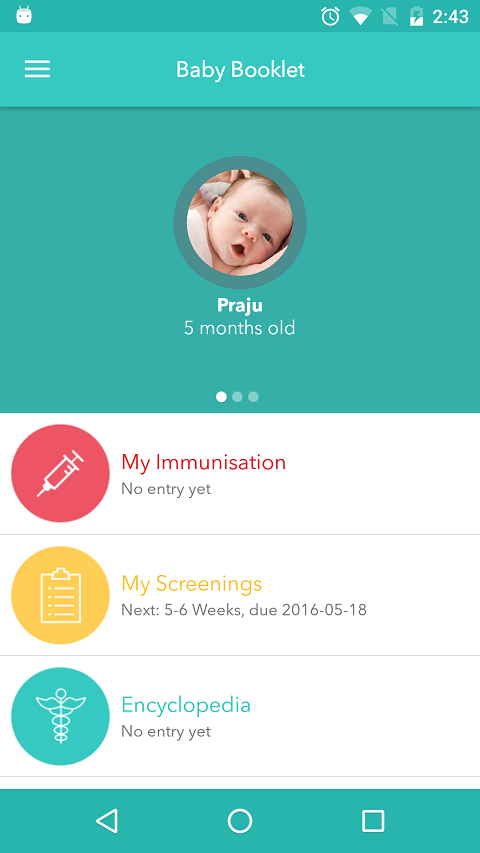 2:43
Baby Booklet
Praju
5 months old
My Immunisation
No entry yet
My Screenings
Next: 5-6 Weeks, due 2016-05-18
Encyclopedia
No entry yet